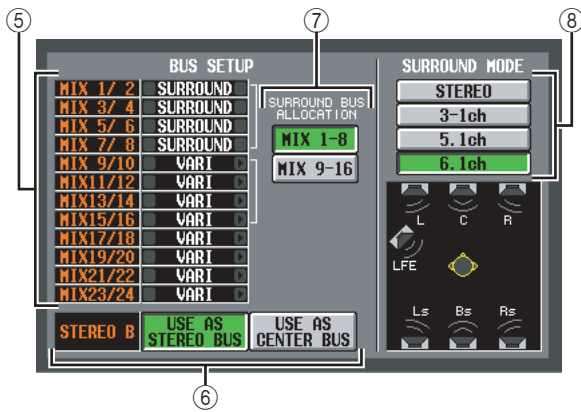 ⑤ ⑦ ⑧
BUS SETUP
SURROUND MODE
MIX 1/ 2 SURROUND
MIX 3/ 4 SURROUND
MIX 5/ 6 SURROUND
MIX 7/ 8 SURROUND
MIX 9/10 VARI
MIX11/12 VARI
MIX13/14 VARI
MIX15/16 VARI
MIX17/18 VARI
MIX19/20 VARI
MIX21/22 VARI
MIX23/24 VARI
SURROUND BUS
ALLOCATION
MIX 1-8
MIX 9-16
STEREO
3-1ch
5.1ch
6.1ch
L C R
LFE
Ls Bs Rs
STEREO B
USE AS
STEREO BUS
USE AS
CENTER BUS
⑥